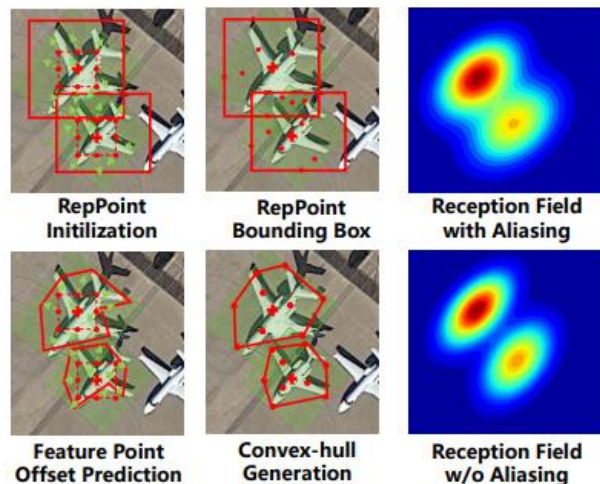 RepPoint
Initilization
RepPoint
Bounding Box
Reception Field
with Aliasing
Feature Point
Offset Prediction
Convex-hull
Generation
Reception Field
w/o Aliasing